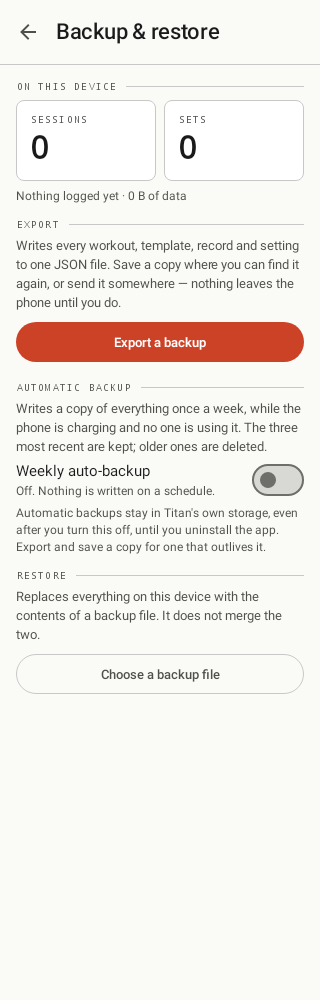 Backup & restore
ON THIS DEVICE
SESSIONS
0
SETS
0
Nothing logged yet · 0 B of data
EXPORT
Writes every workout, template, record and setting
to one JSON file. Save a copy where you can find it
again, or send it somewhere — nothing leaves the
phone until you do.
Export a backup
AUTOMATIC BACKUP
Writes a copy of everything once a week, while the
phone is charging and no one is using it. The three
most recent are kept; older ones are deleted.
Weekly auto-backup
Off. Nothing is written on a schedule.
Automatic backups stay in Titan's own storage, even
after you turn this off, until you uninstall the app.
Export and save a copy for one that outlives it.
RESTORE
Replaces everything on this device with the
contents of a backup file. It does not merge the
two.
Choose a backup file